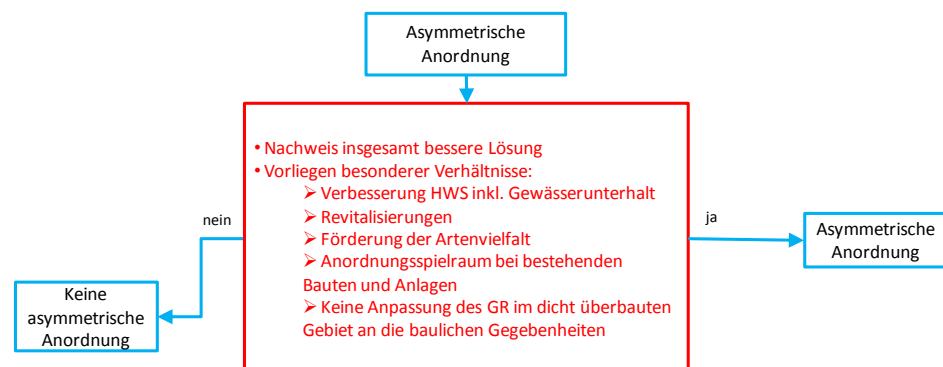 Asymmetrische
Anordnung
• Nachweis insgesamt bessere Lösung
• Vorliegen besonderer Verhältnisse:
➢ Verbesserung HWS inkl. Gewässerunterhalt
➢ Revitalisierungen
➢ Förderung der Artenvielfalt
➢ Anordnungsspielraum bei bestehenden
Bauten und Anlagen
➢ Keine Anpassung des GR im dicht überbauten
Gebiet an die baulichen Gegebenheiten
nein
ja
Keine
asymmetrische
Anordnung
Asymmetrische
Anordnung